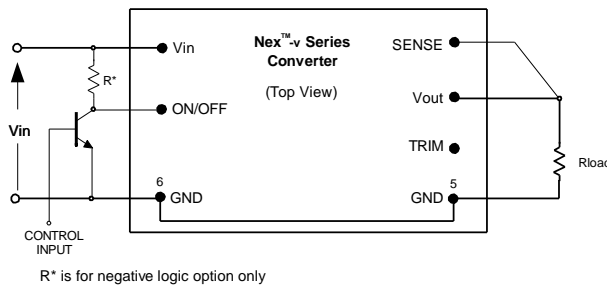 Nex™-v Series
Converter
(Top View)
Vin
SENSE
R*
Vout
ON/OFF
Vin
TRIM
Rload
6
GND
5
GND
CONTROL
INPUT
R* is for negative logic option only